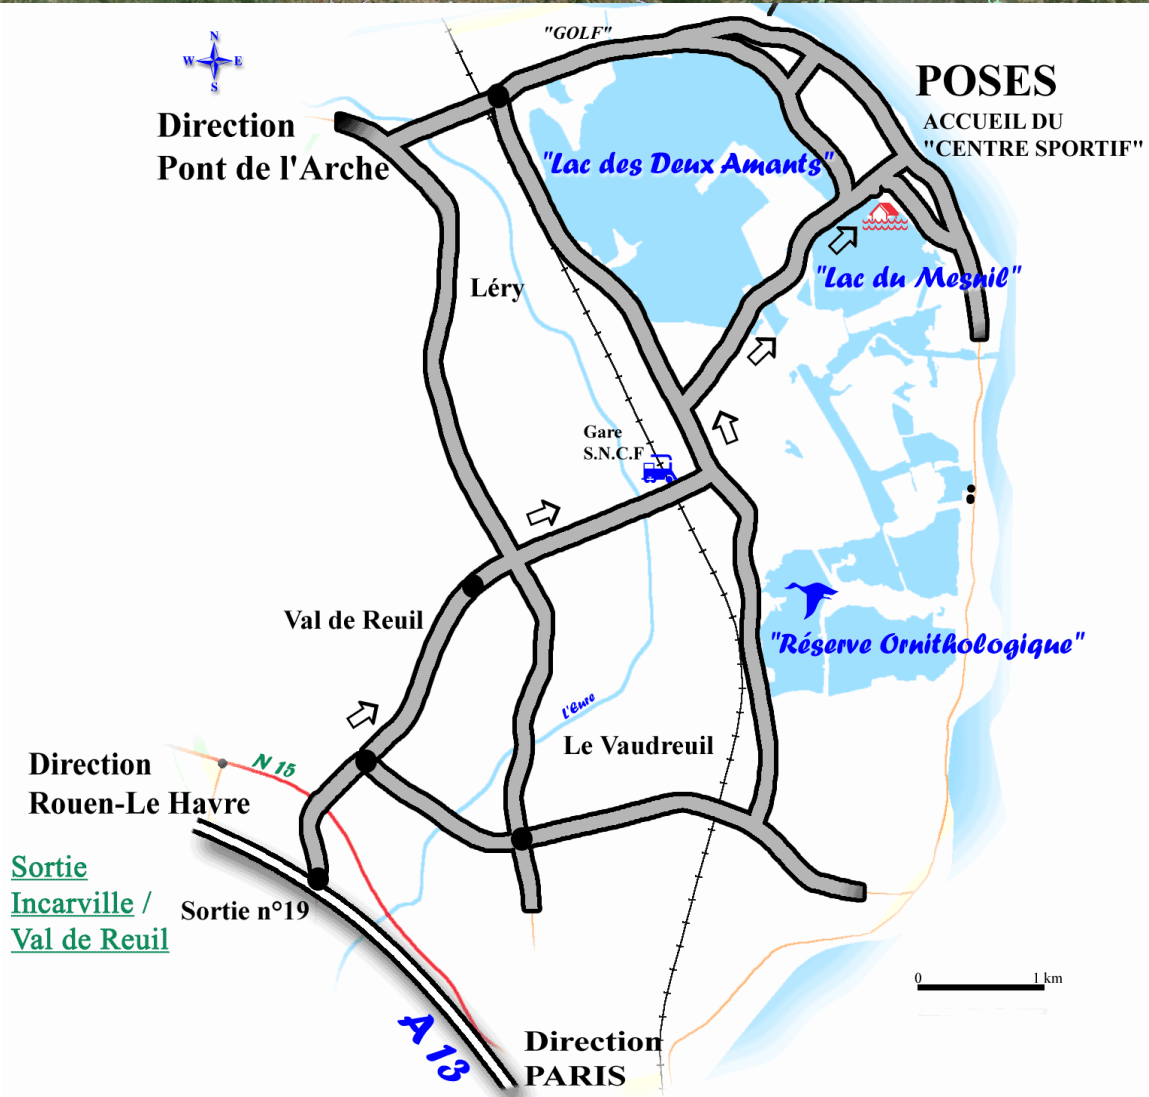 "GOLF"
N
W E
S
POSES
ACCUEIL DU
"CENTRE SPORTIF"
Direction
Pont de l'Arche
"Lac des Deux Amants"
"Lac du Mesnil"
Léry
Gare
S.N.C.F
Val de Reuil
"Réserve Ornithologique"
l'Eure
Le Vaudreuil
Direction
Rouen-Le Havre
N 15
Sortie
Incarville /
Val de Reuil
Sortie n°19
0 1 km
A 13
Direction
PARIS